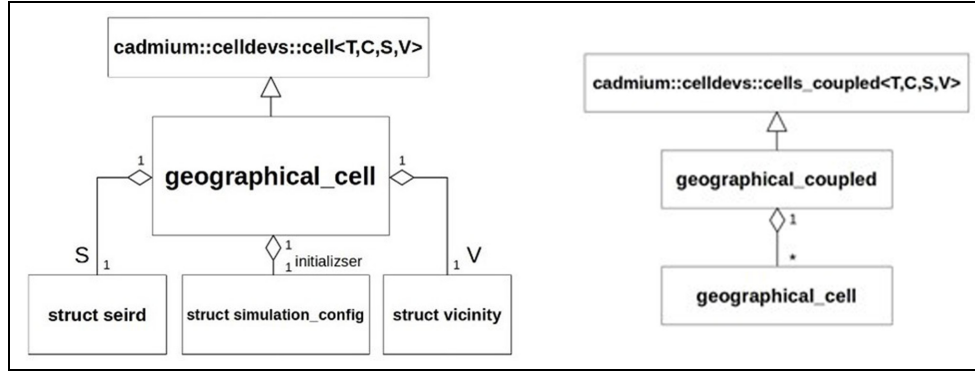 cadmium::celldevs::cell<T,C,S,V>
1
geographical_cell
1
S
1
1
1
initializser
1
V
struct seird
struct simulation_config
struct vicinity
cadmium::celldevs::cells_coupled<T,C,S,V>
geographical_coupled
1
*
geographical_cell